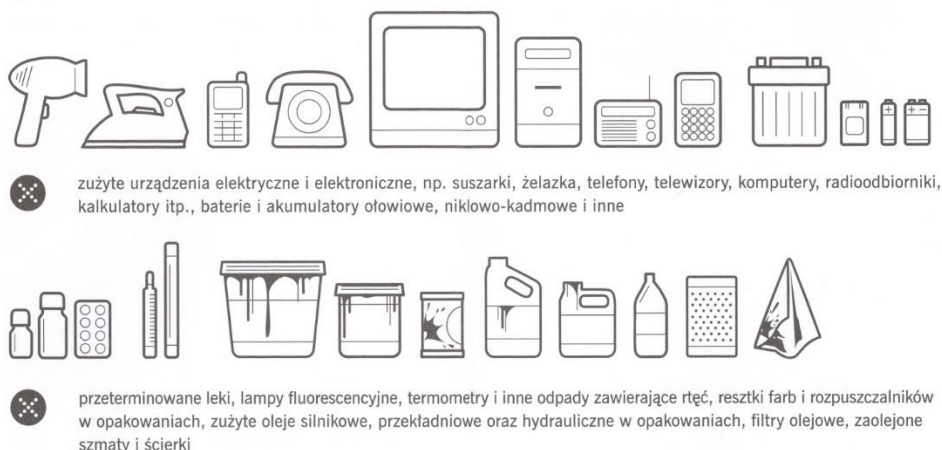 zużyte urządzenia elektryczne i elektroniczne, np. suszarki, żelazka, telefony, telewizory, komputery, radioodbiorniki,
kalkulatory itp., baterie i akumulatory ołowiowe, niklowo-kadmowe i inne
przeterminowane leki, lampy fluorescencyjne, termometry i inne odpady zawierające rtęć, resztki farb i rozpuszczalników
w opakowaniach, zużyte oleje silnikowe, przekładniowe oraz hydrauliczne w opakowaniach, filtry olejowe, zaolejone
szmaty i ścierki